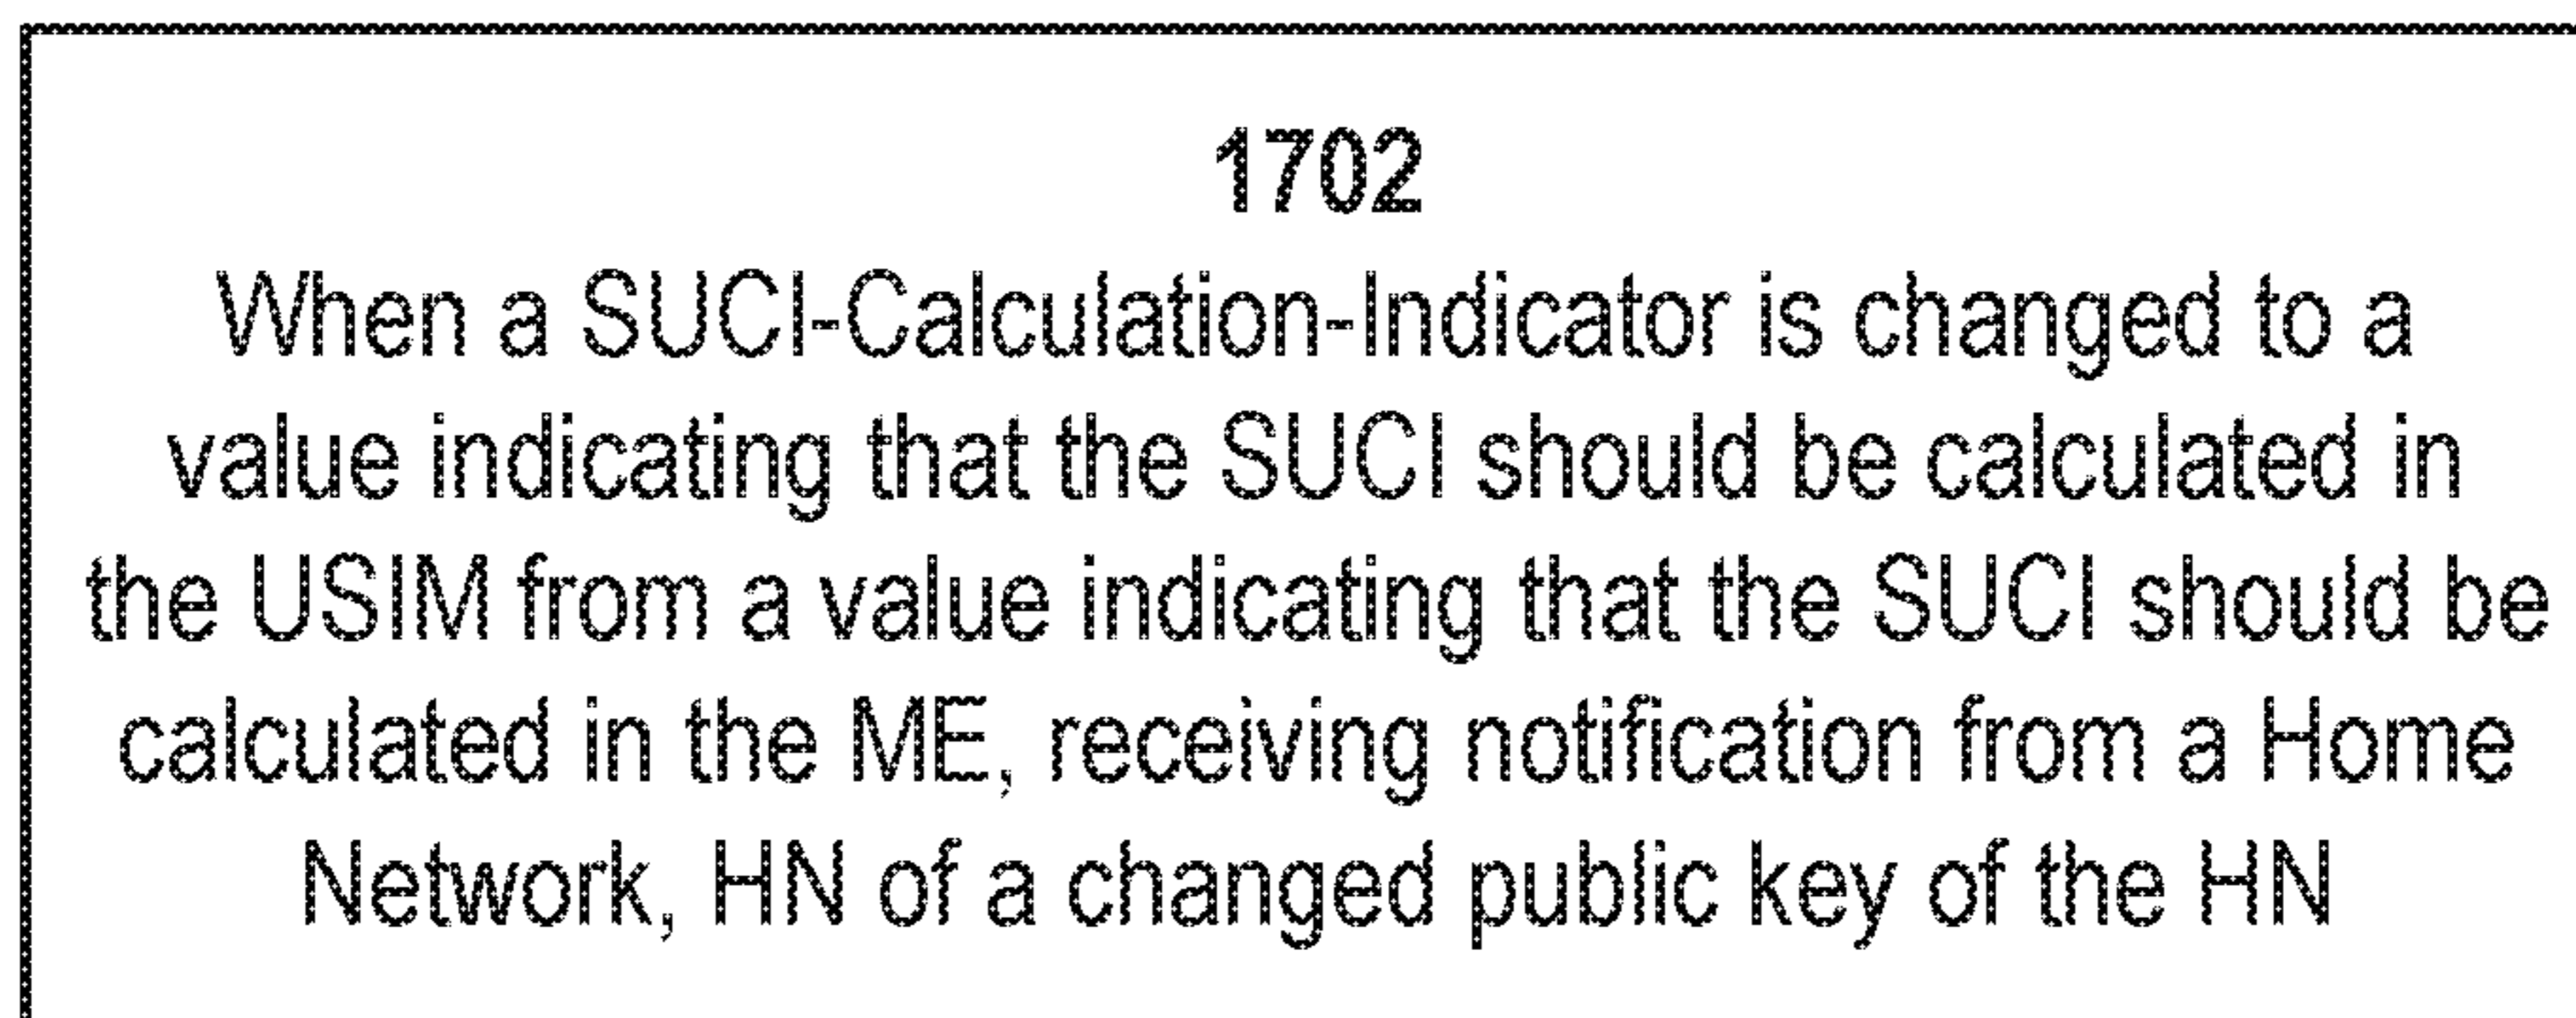 1702
When a SUCI-Calculation-Indicator is changed to a
value indicating that the SUCI should be calculated in
the USIM from a value indicating that the SUCI should be
calculated in the ME, receiving notification from a Home
Network, HN of a changed public key of the HN